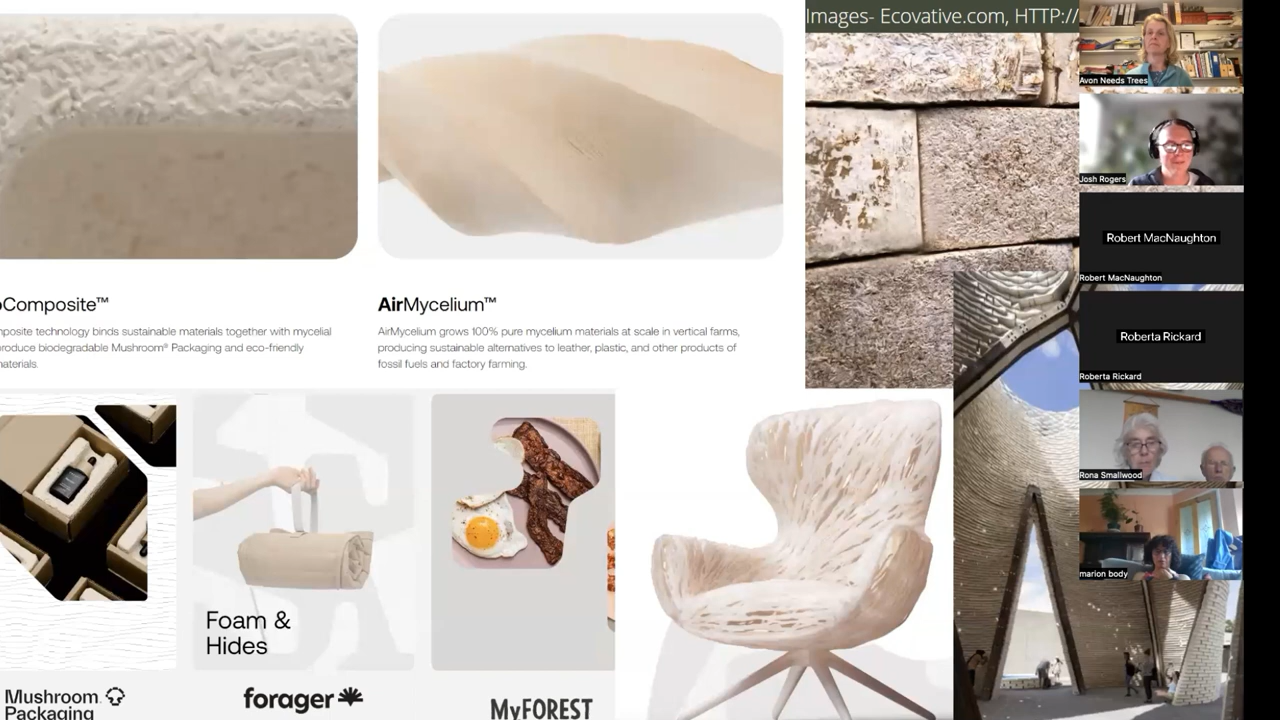 Images- Ecovative.com, HTTP://
Composite™
posite technology binds sustainable materials together with mycelial
roduce biodegradable Mushroom® Packaging and eco-friendly
aterials.
AirMycelium™
AirMycelium grows 100% pure mycelium materials at scale in vertical farms,
producing sustainable alternatives to leather, plastic, and other products of
fossil fuels and factory farming.
Foam &
Hides
Mushroom
Packaging
forager
MyFOREST
Avon Needs Trees
Josh Rogers
Robert MacNaughton
Robert MacNaughton
Roberta Rickard
Roberta Rickard
Rona Smallwood
marion body